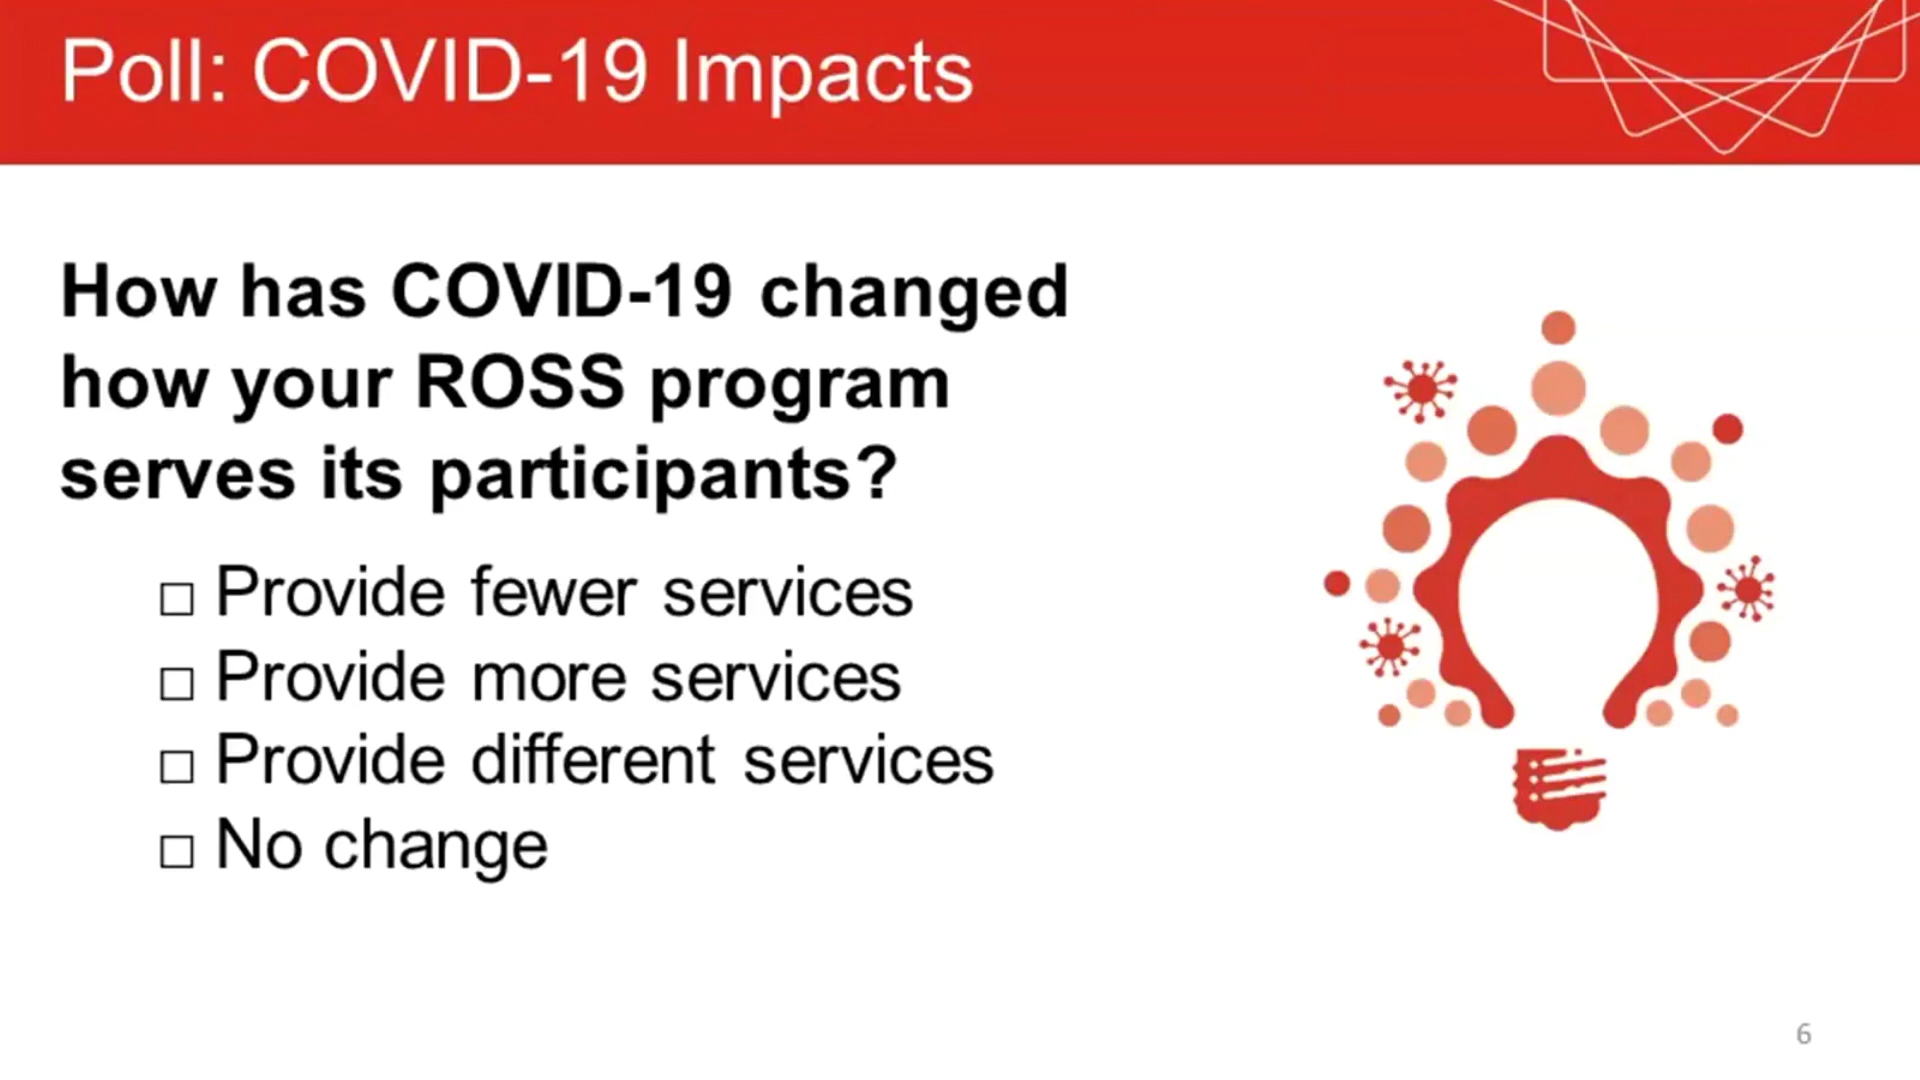 Poll: COVID-19 Impacts
How has COVID-19 changed
how your ROSS program
serves its participants?
□ Provide fewer services
□ Provide more services
□ Provide different services
□ No change
6